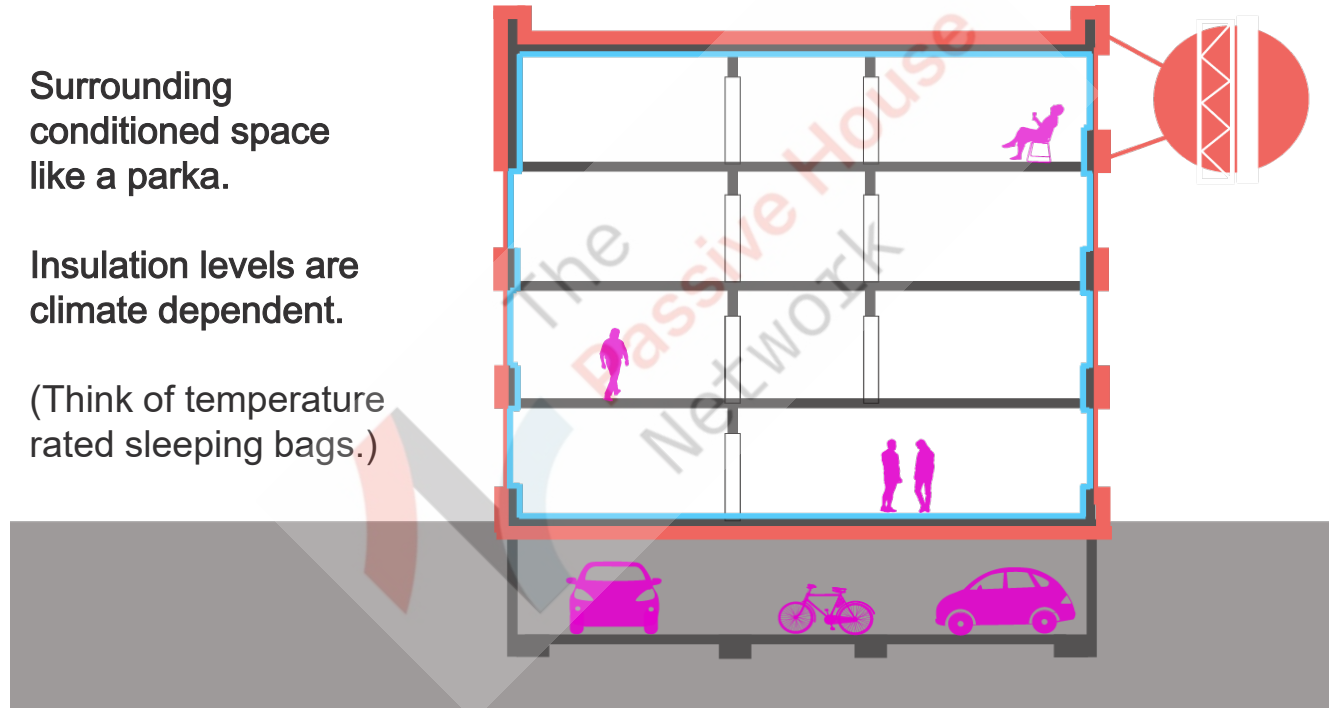 Surrounding
conditioned space
like a parka.
Insulation levels are
climate dependent.
(Think of temperature
rated sleeping bags.)
The
Passive House
Network